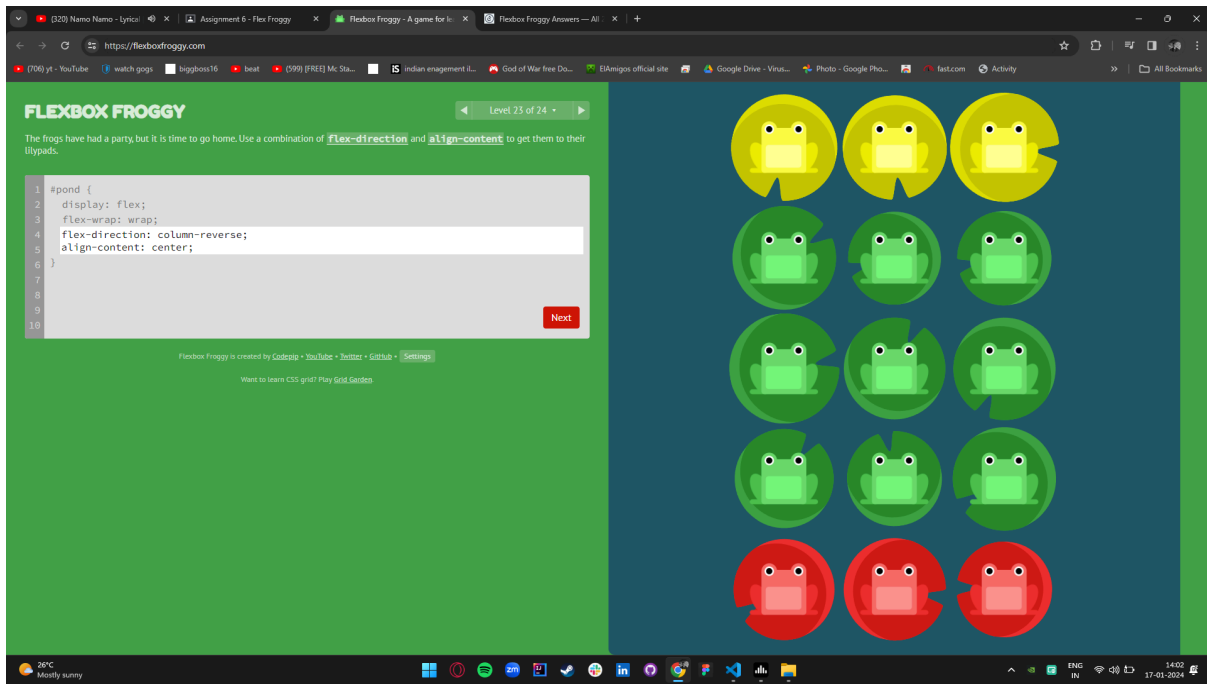 (320) Namo Namo - Lyrical
Assignment 6 - Flex Froggy
Flexbox Froggy - A game for le
Flexbox Froggy Answers — All
https://flexboxfroggy.com
(706) yt - YouTube
watch gogs
biggboss16
beat
(599) [FREE] Mc Sta...
indian enagement il...
God of War free Do...
ElAmigos official site
Google Drive - Virus...
Photo - Google Pho...
fast.com
Activity
All Bookmarks
FLEXBOX FROGGY
Level 23 of 24
The frogs have had a party, but it is time to go home. Use a combination of flex-direction and align-content to get them to their
lilypads.
1 #pond {
2 display: flex;
3 flex-wrap: wrap;
4 flex-direction: column-reverse;
5 align-content: center;
6 }
7
8
9
10
Next
Flexbox Froggy is created by Codepip • YouTube • Twitter • GitHub • Settings
Want to learn CSS grid? Play Grid Garden
26°C
Mostly sunny
ENG
IN
14:02
17-01-2024